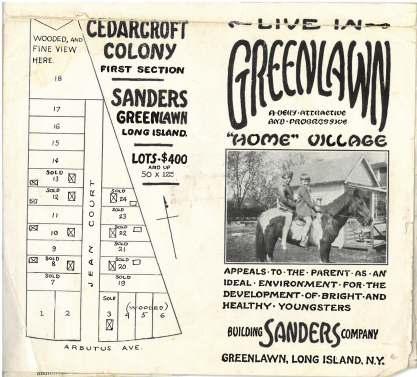 WOODED, AND
FINE VIEW
HERE.
18
17
16
15
14
SOLD
13
SOLD
12
11
10
9
SOLD
8
7
1
2
JEAN COURT
SOLD
24
SOLD
23
SOLD
22
SOLD
21
SOLD
20
19
SOLD
3
(WOODED)
4 5 6
ARBUTUS AVE.
CEDARCROFT
COLONY
FIRST SECTION
SANDERS
GREENLAWN
LONG ISLAND.
LOTS-$400
AND UP
50 X 125
LIVE IN
GREENLAWN
A·VERY·ATTRACTIVE
AND·PROGRESSIVE
"HOME" VILLAGE
APPEALS·TO·THE·PARENT·AS·AN
IDEAL·ENVIRONMENT·FOR·THE
DEVELOPMENT·OF·BRIGHT·AND
HEALTHY·YOUNGSTERS
BUILDING SANDERS COMPANY
GREENLAWN, LONG ISLAND, N.Y.